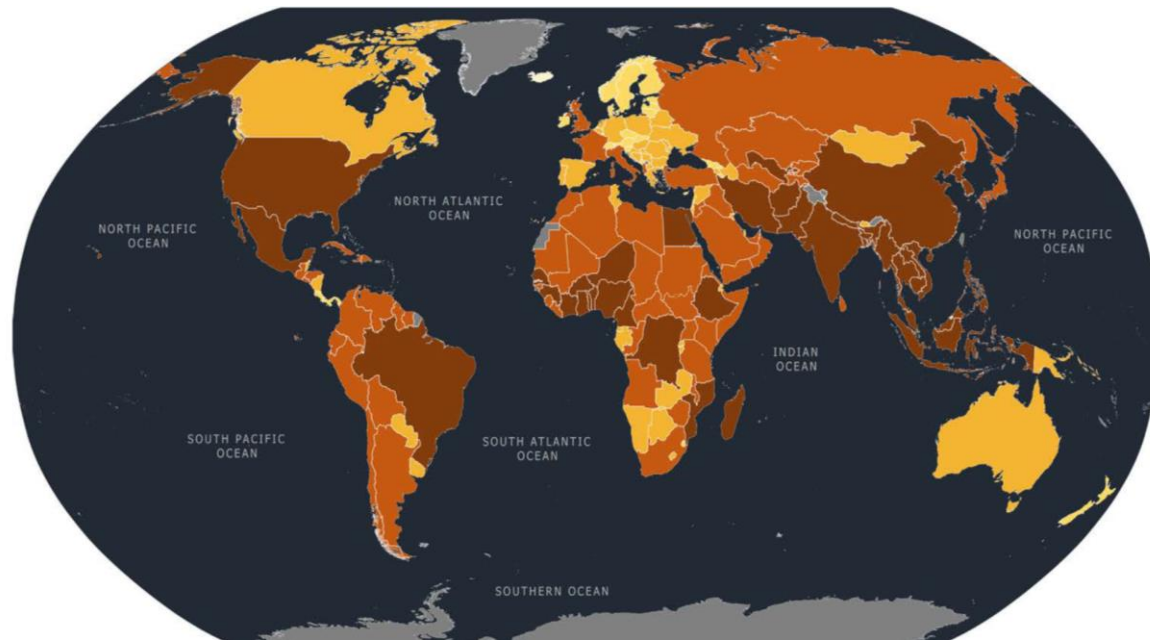 NORTH ATLANTIC
OCEAN
NORTH PACIFIC
OCEAN
NORTH PACIFIC
OCEAN
INDIAN
OCEAN
SOUTH PACIFIC
OCEAN
SOUTH ATLANTIC
OCEAN
SOUTHERN OCEAN